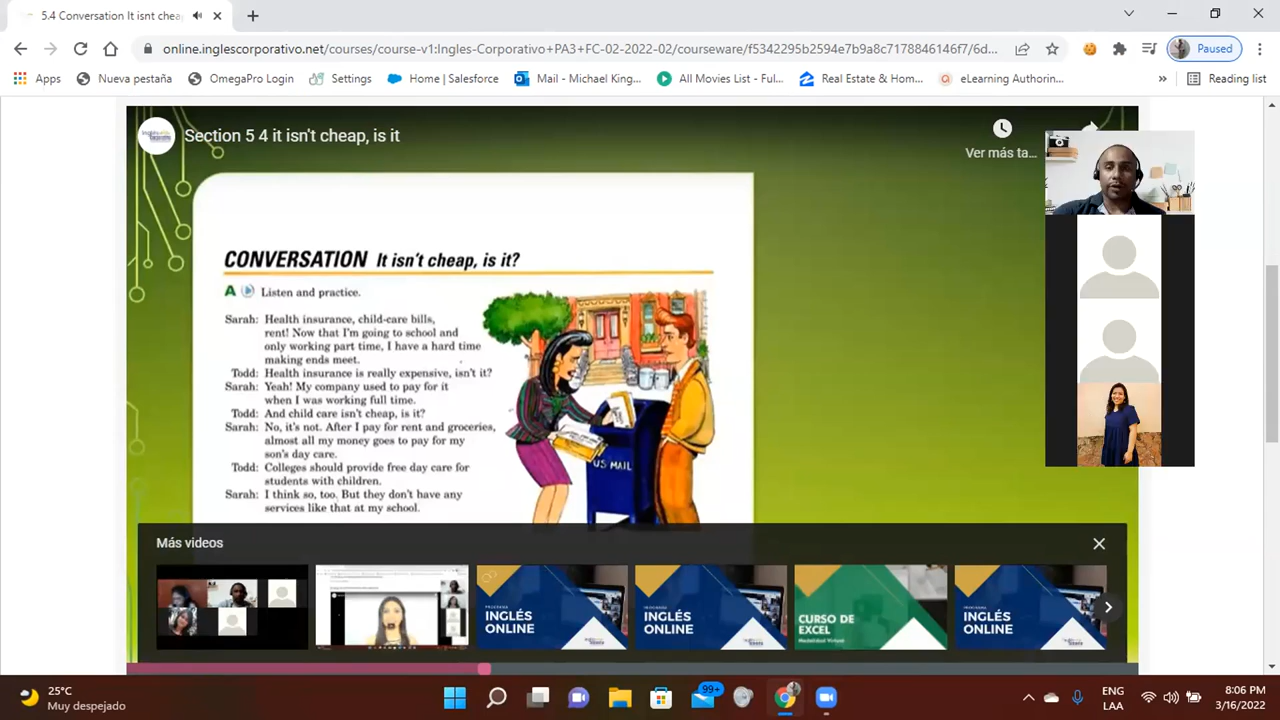 5.4 Conversation It isnt chea
online.inglescorporativo.net/courses/course-v1:Ingles-Corporativo+PA3+FC-02-2022-02/courseware/f5342295b2594e7b9a8c7178846146f7/6d...
Paused
Apps
Nueva pestaña
OmegaPro Login
Settings
Home | Salesforce
Mail - Michael King...
All Movies List - Ful...
Real Estate & Hom...
eLearning Authorin...
»
Reading list
Section 5 4 it isn't cheap, is it
Ver más ta...
CONVERSATION It isn't cheap, is it?
A Listen and practice.
Sarah: Health insurance, child-care bills,
rent! Now that I'm going to school and
only working part time, I have a hard time
making ends meet.
Todd: Health insurance is really expensive, isn't it?
Sarah: Yeah! My company used to pay for it
when I was working full time.
Todd: And child care isn't cheap, is it?
Sarah: No, it's not. After I pay for rent and groceries,
almost all my money goes to pay for my
son's day care.
Todd: Colleges should provide free day care for
students with children.
Sarah: I think so, too. But they don't have any
services like that at my school.
US MAIL
Más videos
INGLÉS
ONLINE
INGLÉS
ONLINE
CURSO DE
EXCEL
INGLÉS
ONLINE
25°C
Muy despejado
99+
ENG
LAA
8:06 PM
3/16/2022